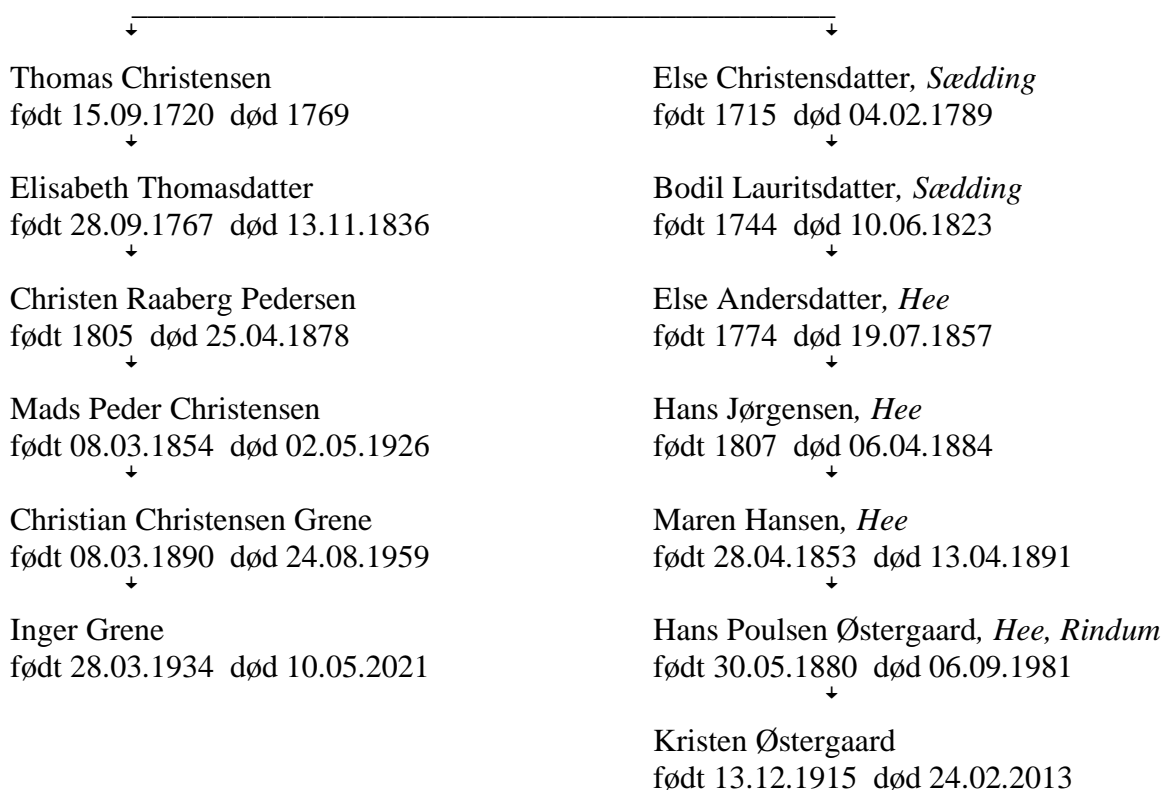 Thomas Christensen
født 15.09.1720 død 1769
Elisabeth Thomasdatter
født 28.09.1767 død 13.11.1836
Christen Raaberg Pedersen
født 1805 død 25.04.1878
Mads Peder Christensen
født 08.03.1854 død 02.05.1926
Christian Christensen Grene
født 08.03.1890 død 24.08.1959
Inger Grene
født 28.03.1934 død 10.05.2021
Else Christensdatter, Sædding
født 1715 død 04.02.1789
Bodil Lauritsdatter, Sædding
født 1744 død 10.06.1823
Else Andersdatter, Hee
født 1774 død 19.07.1857
Hans Jørgensen, Hee
født 1807 død 06.04.1884
Maren Hansen, Hee
født 28.04.1853 død 13.04.1891
Hans Poulsen Østergaard, Hee, Rindum
født 30.05.1880 død 06.09.1981
Kristen Østergaard
født 13.12.1915 død 24.02.2013